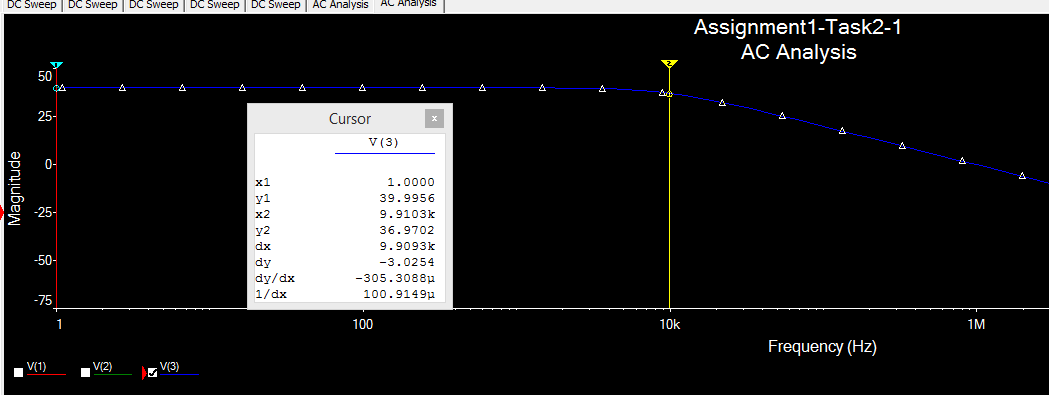 DC Sweep DC Sweep DC Sweep DC Sweep DC Sweep AC Analysis AC Analysis
Assignment1-Task2-1
AC Analysis
1
2
50
25
0
-25
-50
-75
Magnitude
Cursor
x
V(3)
x1 1.0000
y1 39.9956
x2 9.9103k
y2 36.9702
dx 9.9093k
dy -3.0254
dy/dx -305.3088µ
1/dx 100.9149µ
1 100 10k 1M
Frequency (Hz)
V(1) V(2) V(3)